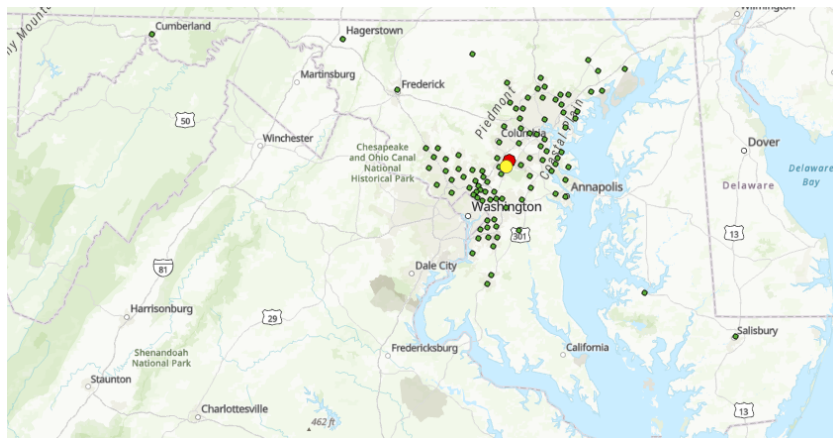 Wilmington
Cumberland
Hagerstown
Martinsburg
Frederick
50
Piedmont
Coastal Plain
Columbia
Winchester
Chesapeake
and Ohio Canal
National
Historical Park
Dover
Delaware
Bay
Delaware
Annapolis
Washington
13
301
81
Dale City
Harrisonburg
29
Salisbury
Shenandoah
National Park
Fredericksburg
California
Staunton
Charlottesville
462 ft
13